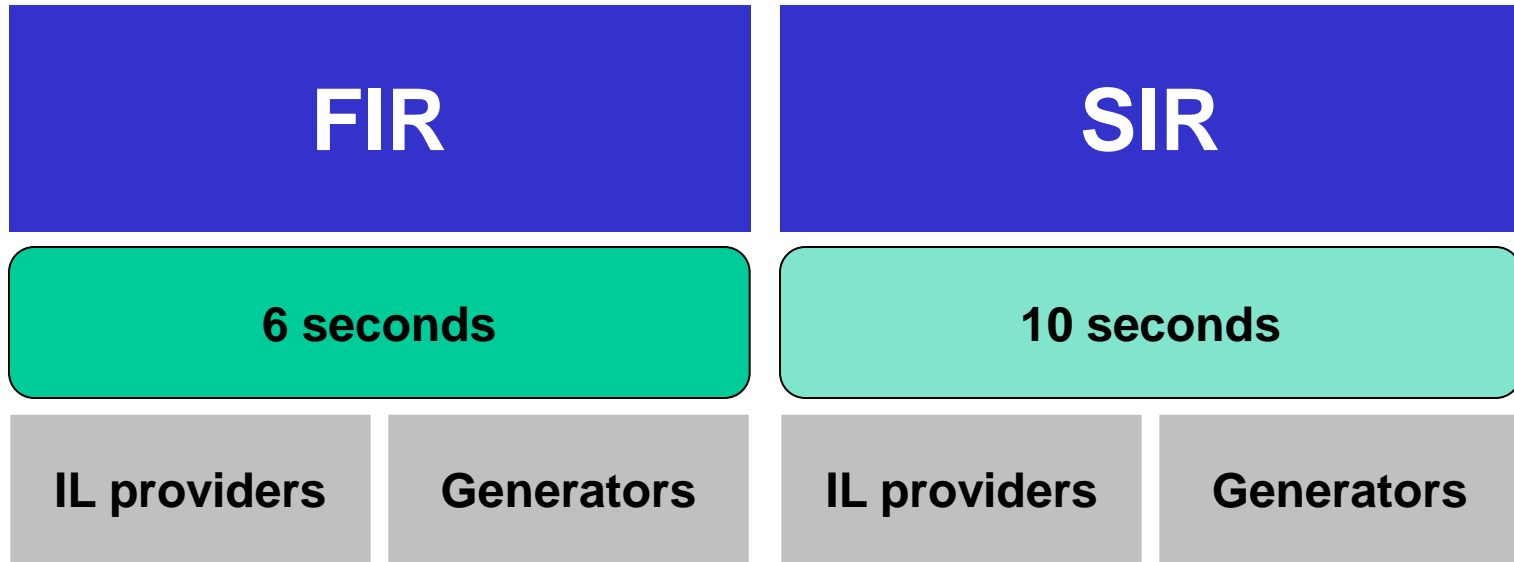 FIR
SIR
6 seconds
10 seconds
IL providers
Generators
IL providers
Generators